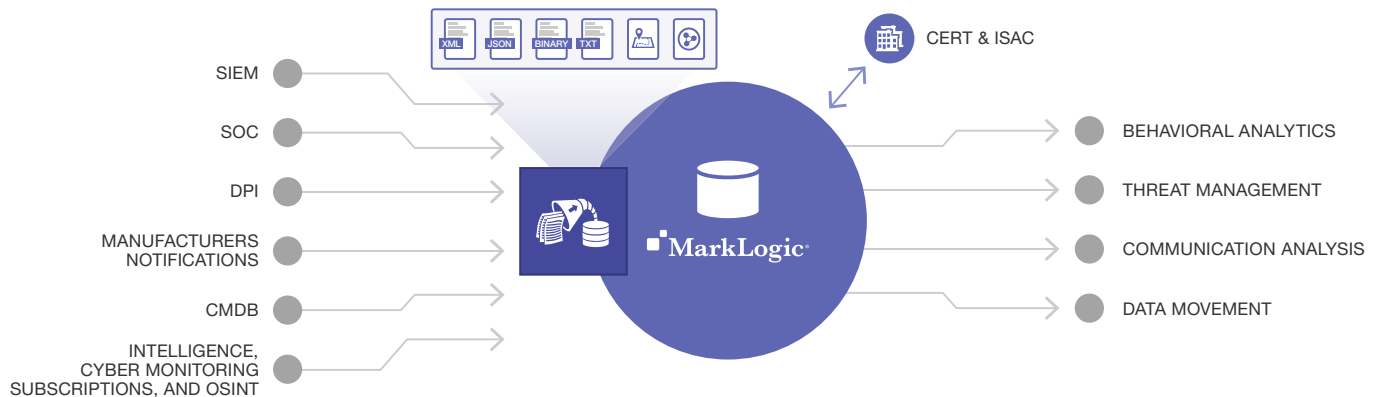 XML
JSON
BINARY
TXT
CERT & ISAC
SIEM
SOC
DPI
MANUFACTURERS
NOTIFICATIONS
CMDB
INTELLIGENCE,
CYBER MONITORING
SUBSCRIPTIONS, AND OSINT
MarkLogic
BEHAVIORAL ANALYTICS
THREAT MANAGEMENT
COMMUNICATION ANALYSIS
DATA MOVEMENT